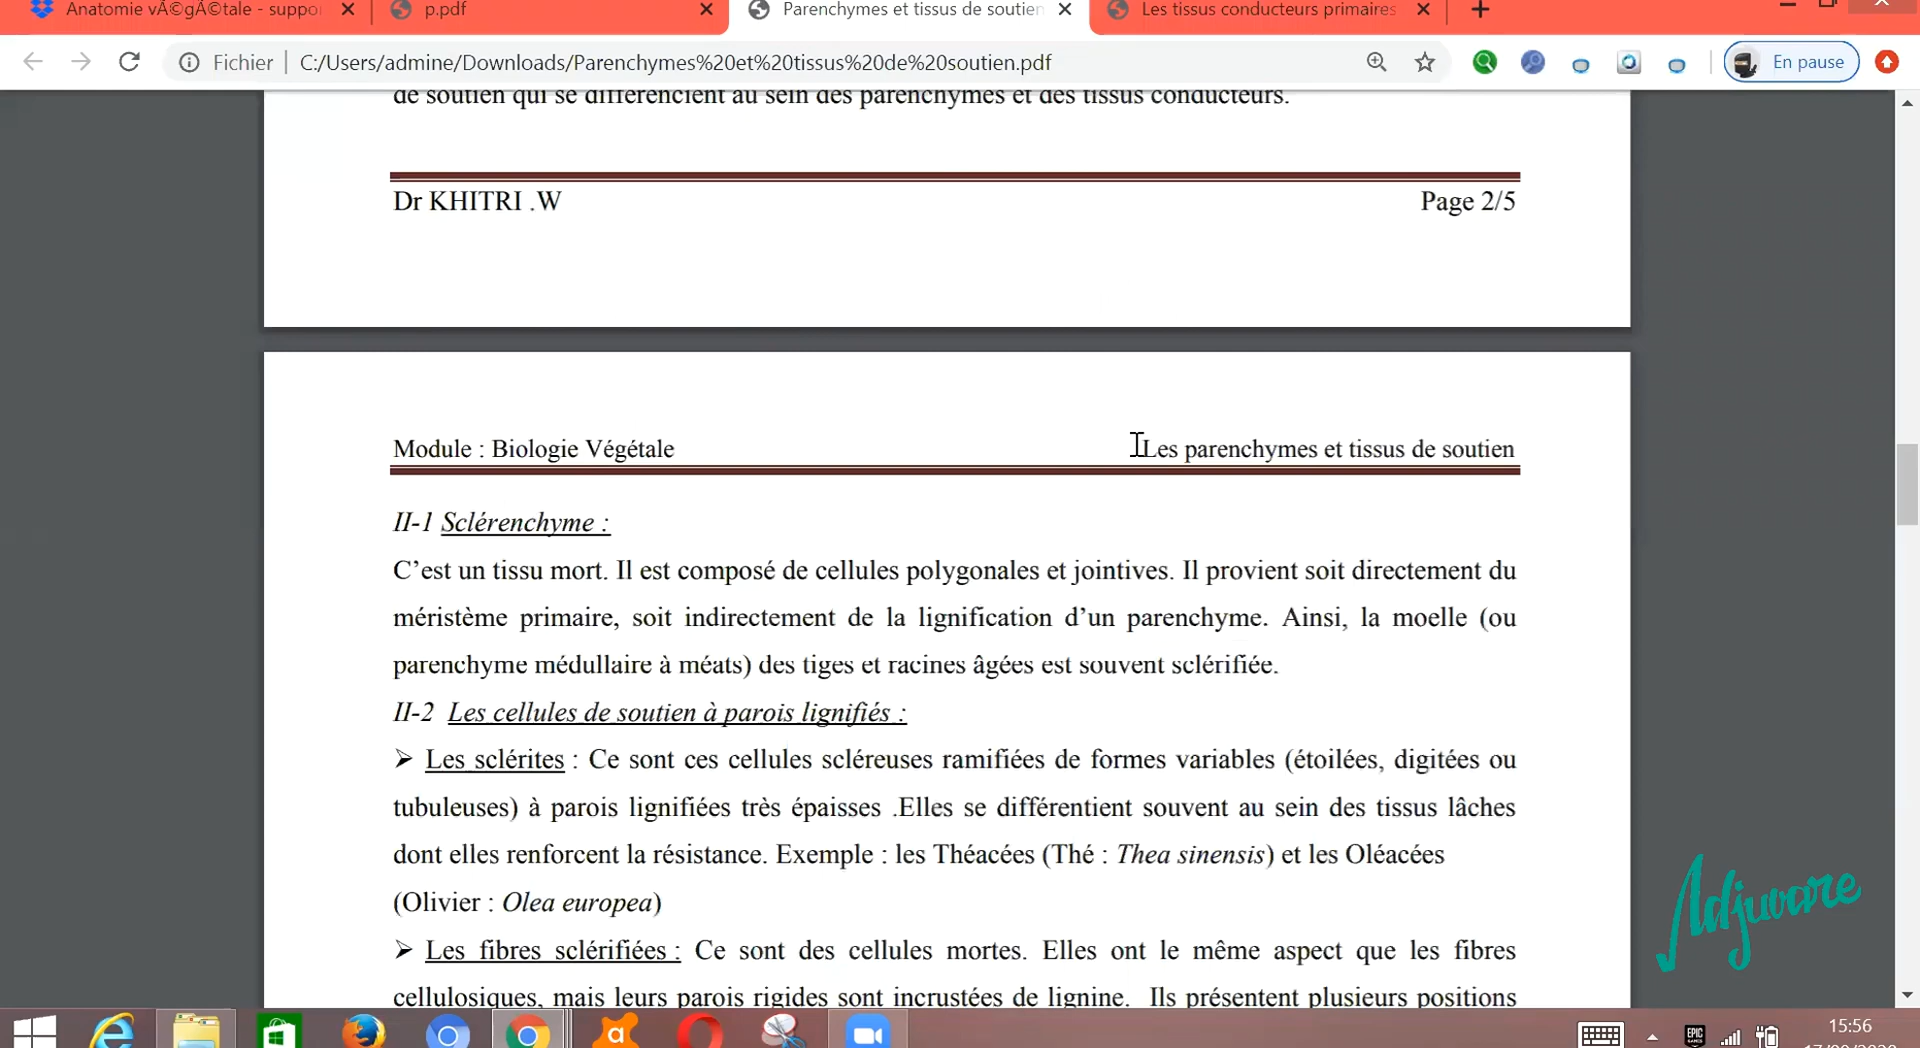 Anatomie vÃ©gÃ©tale - suppo
p.pdf
Parenchymes et tissus de soutien
Les tissus conducteurs primaires
Fichier
C:/Users/admine/Downloads/Parenchymes%20et%20tissus%20de%20soutien.pdf
En pause
de soutien qui se différencient au sein des parenchymes et des tissus conducteurs.
Dr KHITRI .W
Page 2/5
Module : Biologie Végétale
Les parenchymes et tissus de soutien
II-1 Sclérenchyme :
C’est un tissu mort. Il est composé de cellules polygonales et jointives. Il provient soit directement du
méristème primaire, soit indirectement de la lignification d’un parenchyme. Ainsi, la moelle (ou
parenchyme médullaire à méats) des tiges et racines âgées est souvent sclérifiée.
II-2 Les cellules de soutien à parois lignifiés :
➢ Les sclérites : Ce sont ces cellules scléreuses ramifiées de formes variables (étoilées, digitées ou
tubuleuses) à parois lignifiées très épaisses .Elles se différentient souvent au sein des tissus lâches
dont elles renforcent la résistance. Exemple : les Théacées (Thé : Thea sinensis) et les Oléacées
(Olivier : Olea europea)
➢ Les fibres sclérifiées : Ce sont des cellules mortes. Elles ont le même aspect que les fibres
cellulosiques, mais leurs parois rigides sont incrustées de lignine. Ils présentent plusieurs positions
Adjuware
EPIC GAMES
15:56